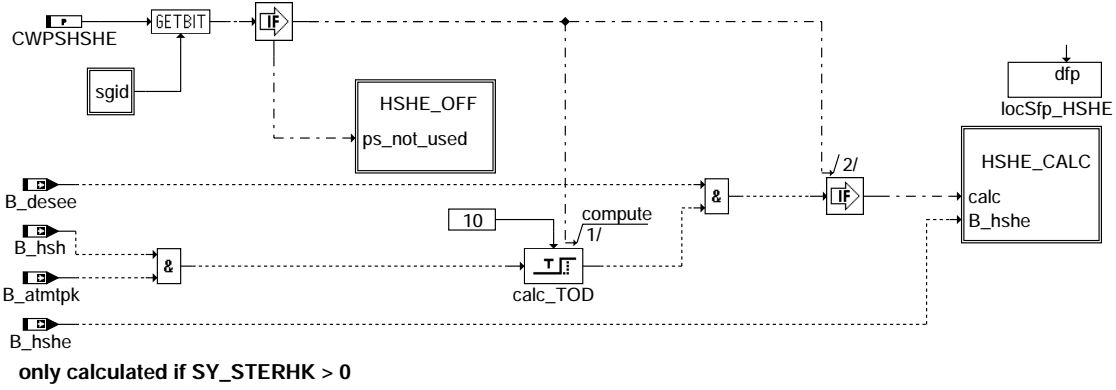 P
GETBIT
IF
CWPSHSHE
2/
dfp
sgid
HSHE_OFF
locSfp_HSHE
ps_not_used
HSHE_CALC
B_desee
&
IF
calc
10
compute
B_hshe
B_hsh
1/
&
T
B_atmtpk
calc_TOD
B_hshe
only calculated if SY_STERHK > 0